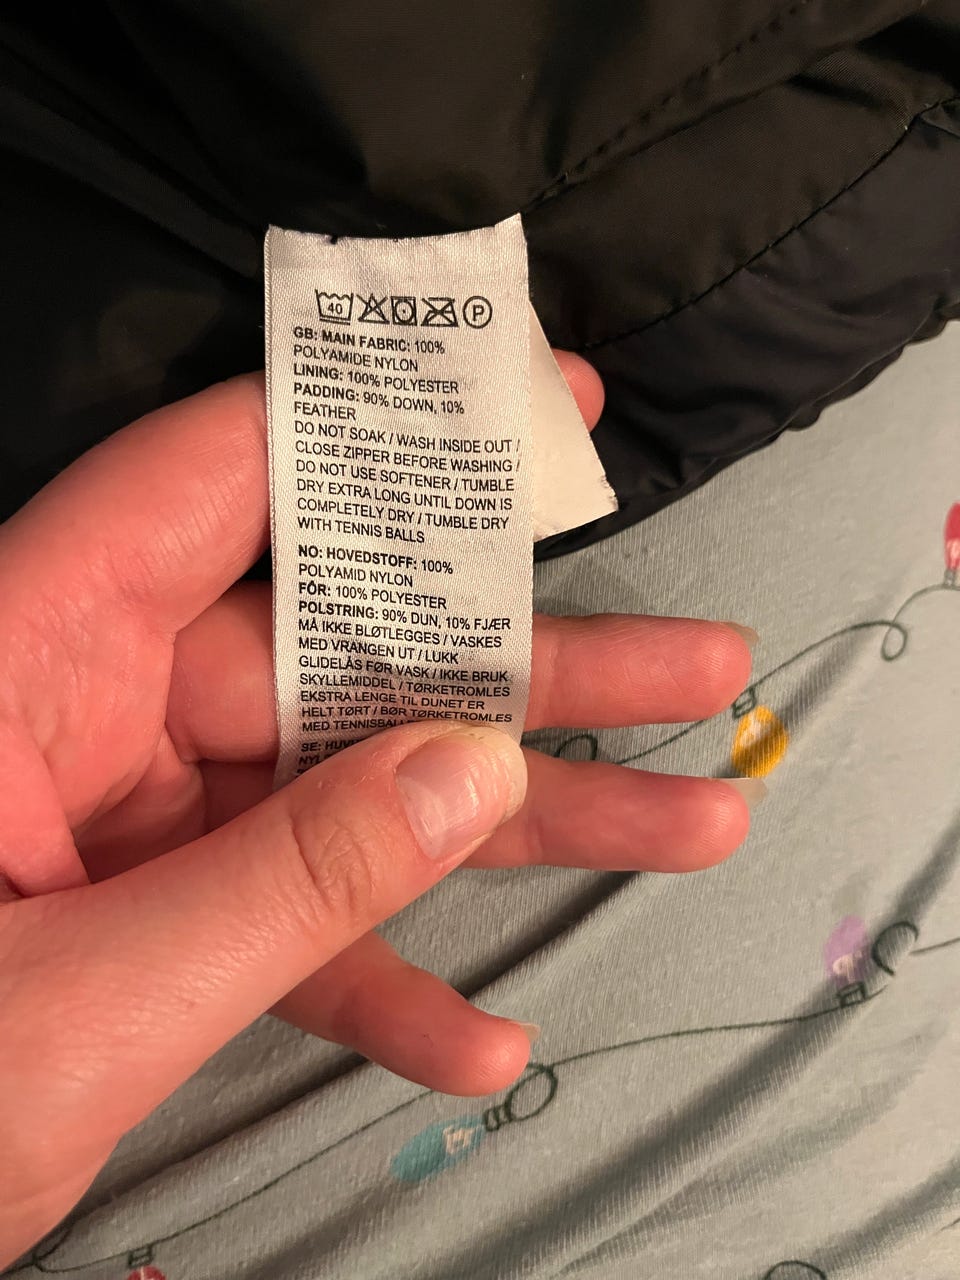 40 P
GB: MAIN FABRIC: 100%
POLYAMIDE NYLON
LINING: 100% POLYESTER
PADDING: 90% DOWN, 10%
FEATHER
DO NOT SOAK / WASH INSIDE OUT /
CLOSE ZIPPER BEFORE WASHING /
DO NOT USE SOFTENER / TUMBLE
DRY EXTRA LONG UNTIL DOWN IS
COMPLETELY DRY / TUMBLE DRY
WITH TENNIS BALLS
NO: HOVEDSTOFF: 100%
POLYAMID NYLON
FÔR: 100% POLYESTER
POLSTRING: 90% DUN, 10% FJÆR
MÅ IKKE BLØTLEGGES / VASKES
MED VRANGEN UT / LUKK
GLIDELÅS FØR VASK / IKKE BRUK
SKYLLEMIDDEL / TØRKETROMLES
EKSTRA LENGE TIL DUNET ER
HELT TØRT / BØR TØRKETROMLES
MED
SE: